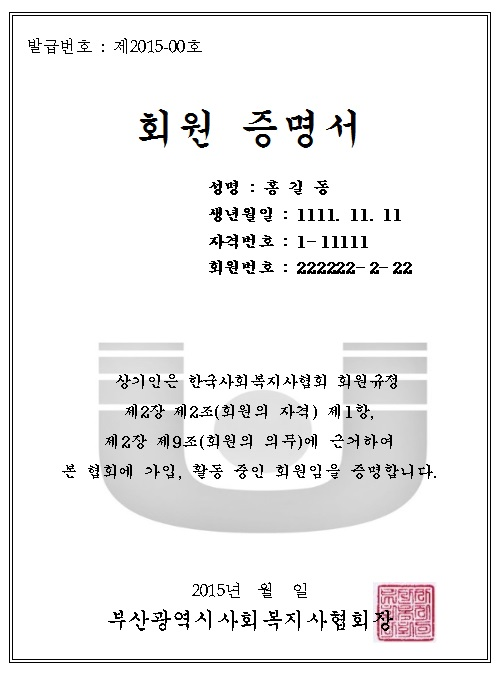 발급번호 : 제2015-00호
회원 증명서
성명 : 홍 길 동
생년월일 : 1111. 11. 11
자격번호 : 1-11111
회원번호 : 222222-2-22
상기인은 한국사회복지사협회 회원규정
제2장 제2조(회원의 자격) 제1항,
제2장 제9조(회원의 의무)에 근거하여
본 협회에 가입, 활동 중인 회원임을 증명합니다.
2015년 월 일
부산광역시사회복지사협회장